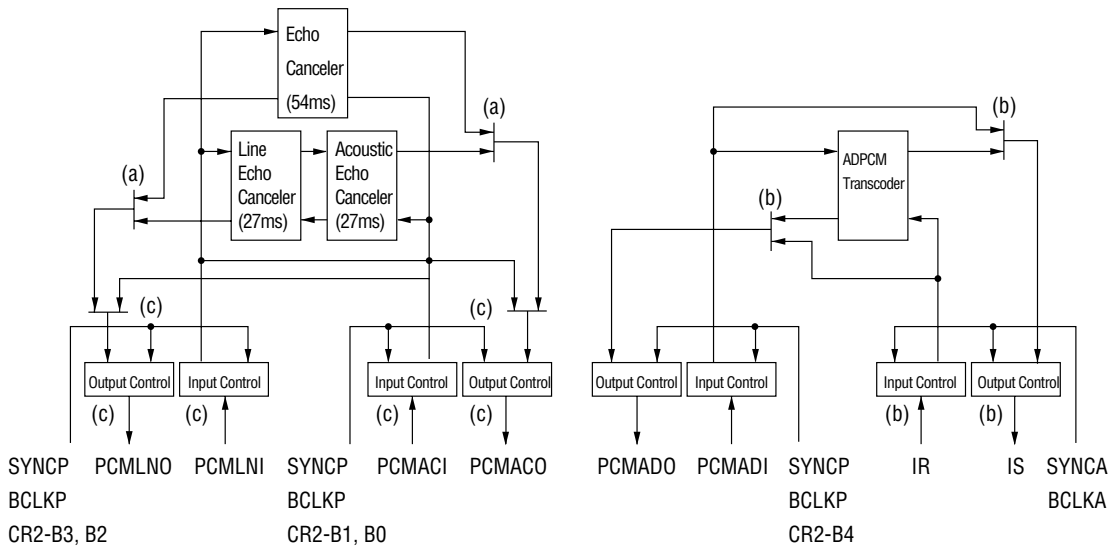 Echo
Canceler
(54ms)
(a)
(a)
Line
Echo
Canceler
(27ms)
Acoustic
Echo
Canceler
(27ms)
(c)
(c)
Output Control
Input Control
Input Control
Output Control
(c)
(c)
(c)
(c)
SYNCP
BCLKP
CR2-B3, B2
PCMLNO
PCMLNI
SYNCP
BCLKP
CR2-B1, B0
PCMACI
PCMACO
(b)
ADPCM
Transcoder
(b)
Output Control
Input Control
Input Control
Output Control
(b)
(b)
PCMADO
PCMADI
SYNCP
BCLKP
CR2-B4
IR
IS
SYNCA
BCLKA